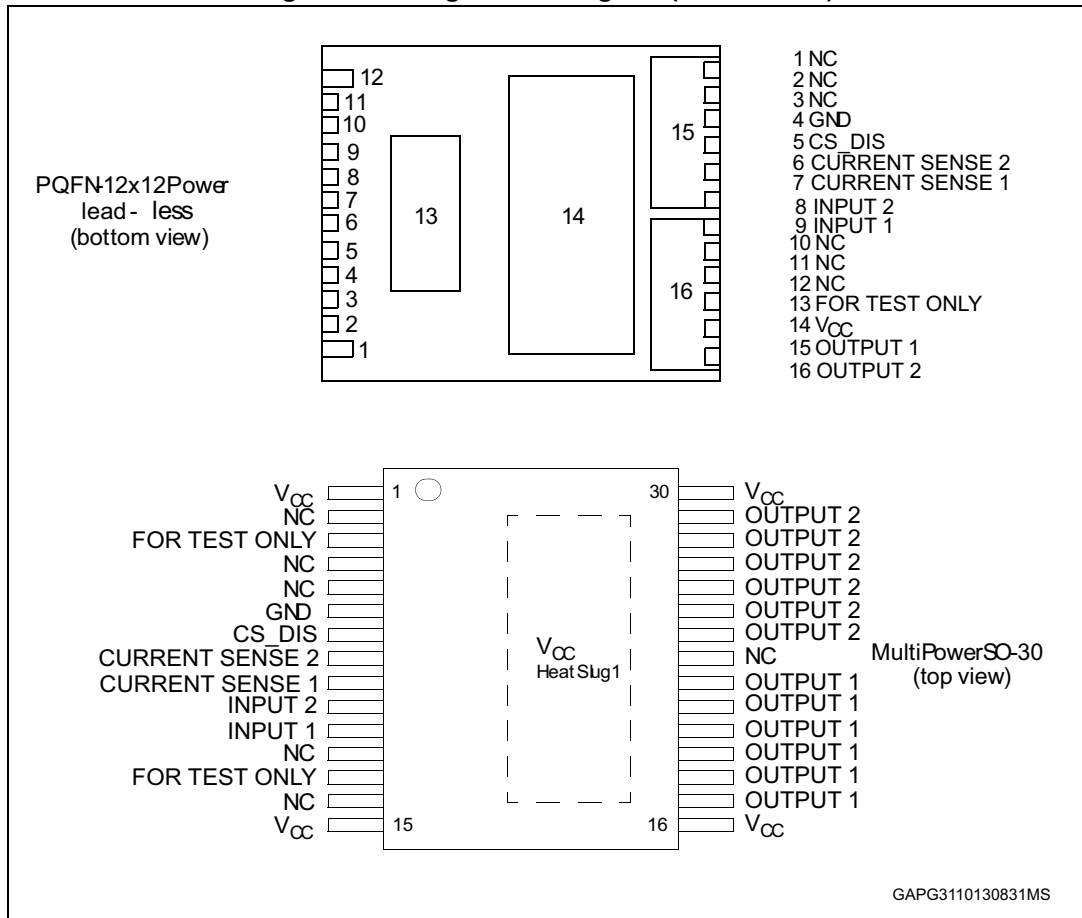 PQFN-12x12Power
lead - less
(bottom view)
12
11
10
9
8
7
6
5
4
3
2
1
13
14
15
16
1 NC
2 NC
3 NC
4 GND
5 CS_DIS
6 CURRENT SENSE 2
7 CURRENT SENSE 1
8 INPUT 2
9 INPUT 1
10 NC
11 NC
12 NC
13 FOR TEST ONLY
14 VCC
15 OUTPUT 1
16 OUTPUT 2
VCC
NC
FOR TEST ONLY
NC
NC
GND
CS_DIS
CURRENT SENSE 2
CURRENT SENSE 1
INPUT 2
INPUT 1
NC
FOR TEST ONLY
NC
VCC
1
15
30
16
VCC
Heat Slug1
VCC
OUTPUT 2
OUTPUT 2
OUTPUT 2
OUTPUT 2
OUTPUT 2
OUTPUT 2
NC
OUTPUT 1
OUTPUT 1
OUTPUT 1
OUTPUT 1
OUTPUT 1
OUTPUT 1
VCC
MultiPowerSO-30
(top view)
GAPG3110130831MS